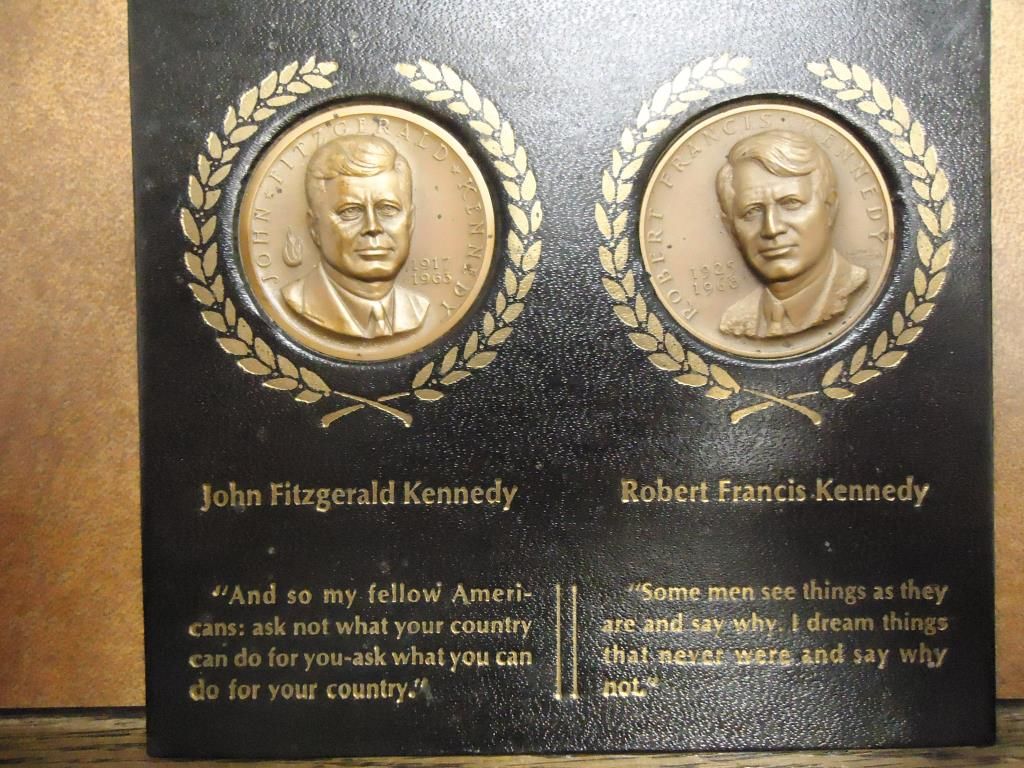 JOHN FITZGERALD KENNEDY
1917
1963
ROBERT FRANCIS KENNEDY
1925
1968
John Fitzgerald Kennedy
Robert Francis Kennedy
"And so my fellow Ameri-
cans: ask not what your country
can do for you-ask what you can
do for your country."
"Some men see things as they
are and say why. I dream things
that never were and say why
not."